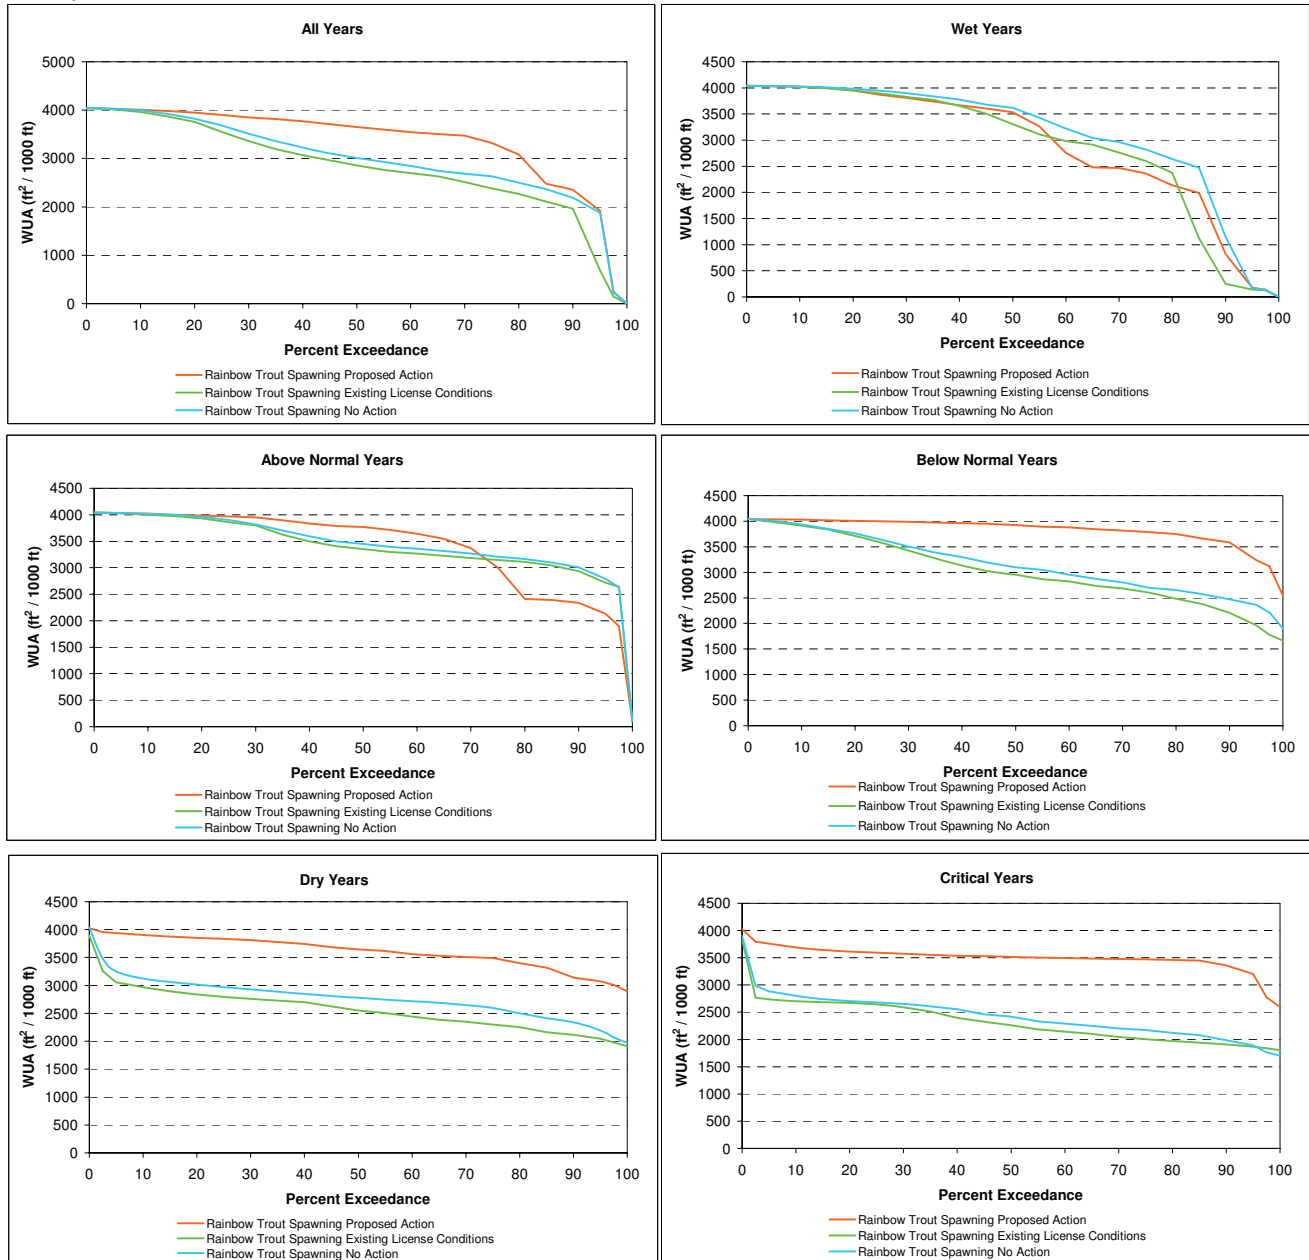 All Years
WUA (ft² / 1000 ft)
5000
4000
3000
2000
1000
0
0 10 20 30 40 50 60 70 80 90 100
Percent Exceedance
Rainbow Trout Spawning Proposed Action
Rainbow Trout Spawning Existing License Conditions
Rainbow Trout Spawning No Action
Wet Years
WUA (ft² / 1000 ft)
4500
4000
3500
3000
2500
2000
1500
1000
500
0
0 10 20 30 40 50 60 70 80 90 100
Percent Exceedance
Rainbow Trout Spawning Proposed Action
Rainbow Trout Spawning Existing License Conditions
Rainbow Trout Spawning No Action
Above Normal Years
WUA (ft² / 1000 ft)
4500
4000
3500
3000
2500
2000
1500
1000
500
0
0 10 20 30 40 50 60 70 80 90 100
Percent Exceedance
Rainbow Trout Spawning Proposed Action
Rainbow Trout Spawning Existing License Conditions
Rainbow Trout Spawning No Action
Below Normal Years
WUA (ft² / 1000 ft)
4500
4000
3500
3000
2500
2000
1500
1000
500
0
0 10 20 30 40 50 60 70 80 90 100
Percent Exceedance
Rainbow Trout Spawning Proposed Action
Rainbow Trout Spawning Existing License Conditions
Rainbow Trout Spawning No Action
Dry Years
WUA (ft² / 1000 ft)
4500
4000
3500
3000
2500
2000
1500
1000
500
0
0 10 20 30 40 50 60 70 80 90 100
Percent Exceedance
Rainbow Trout Spawning Proposed Action
Rainbow Trout Spawning Existing License Conditions
Rainbow Trout Spawning No Action
Critical Years
WUA (ft² / 1000 ft)
4500
4000
3500
3000
2500
2000
1500
1000
500
0
0 10 20 30 40 50 60 70 80 90 100
Percent Exceedance
Rainbow Trout Spawning Proposed Action
Rainbow Trout Spawning Existing License Conditions
Rainbow Trout Spawning No Action